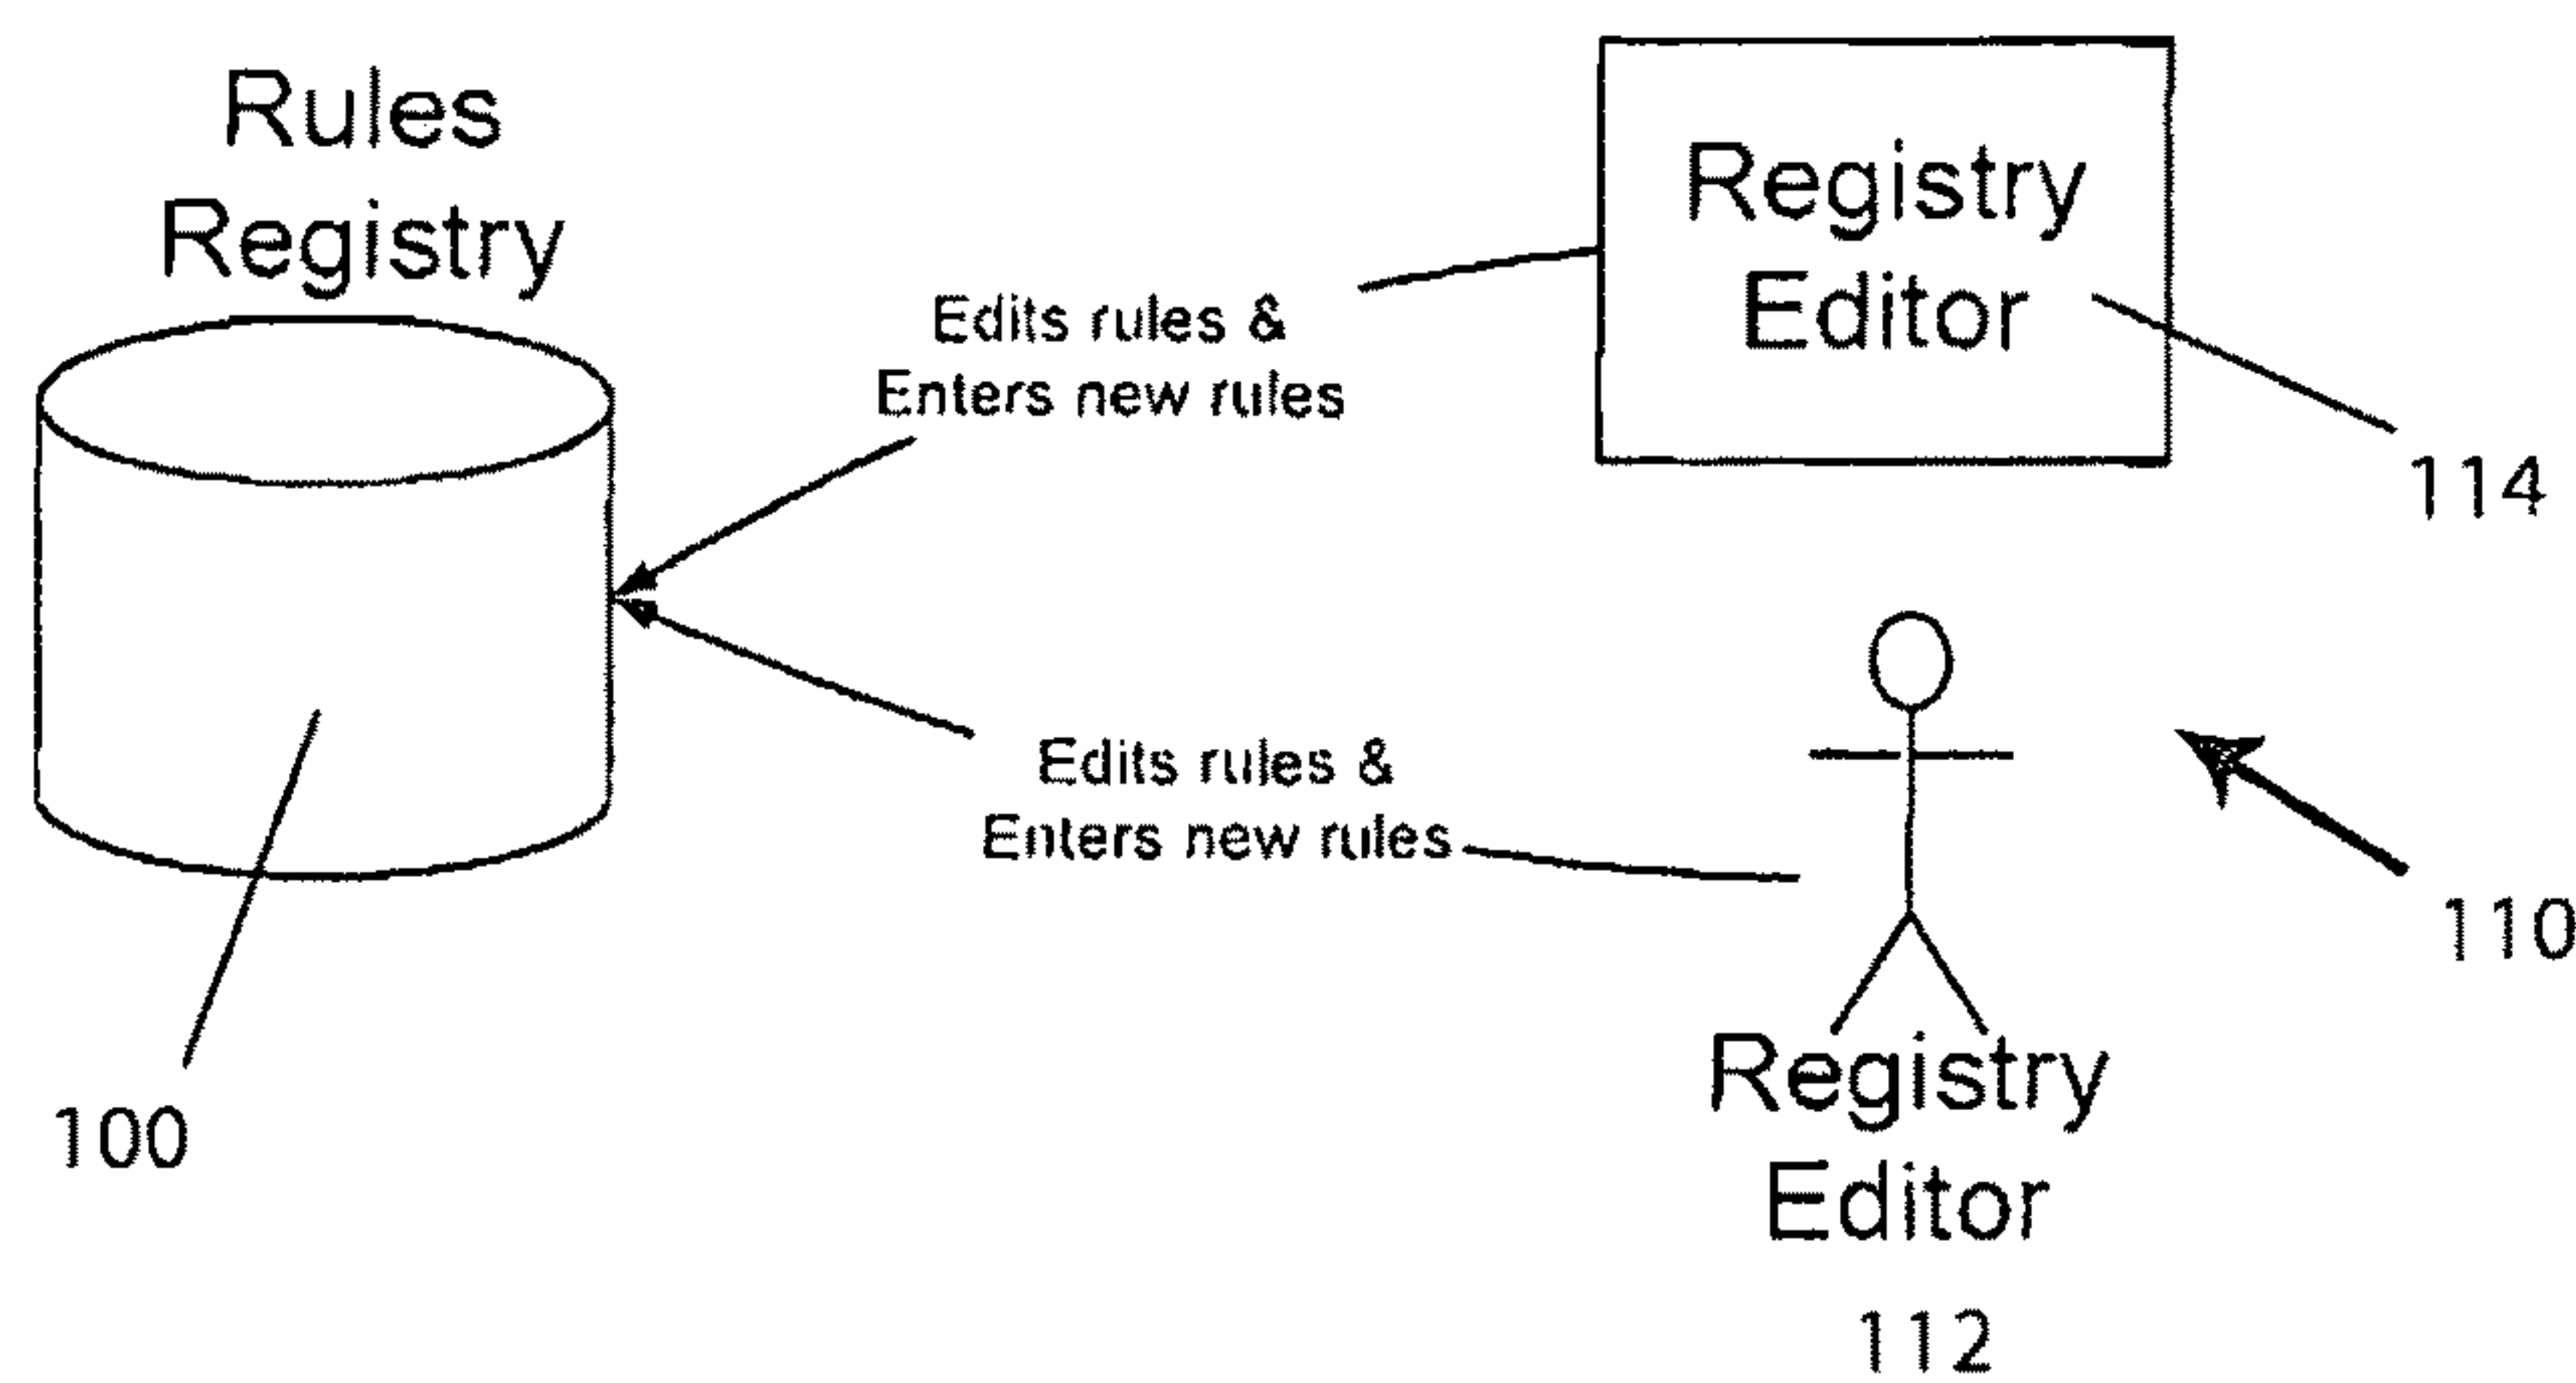 Rules
Registry
Registry
Editor
Edits rules &
Enters new rules
114
Edits rules &
Enters new rules
110
100
Registry
Editor
112